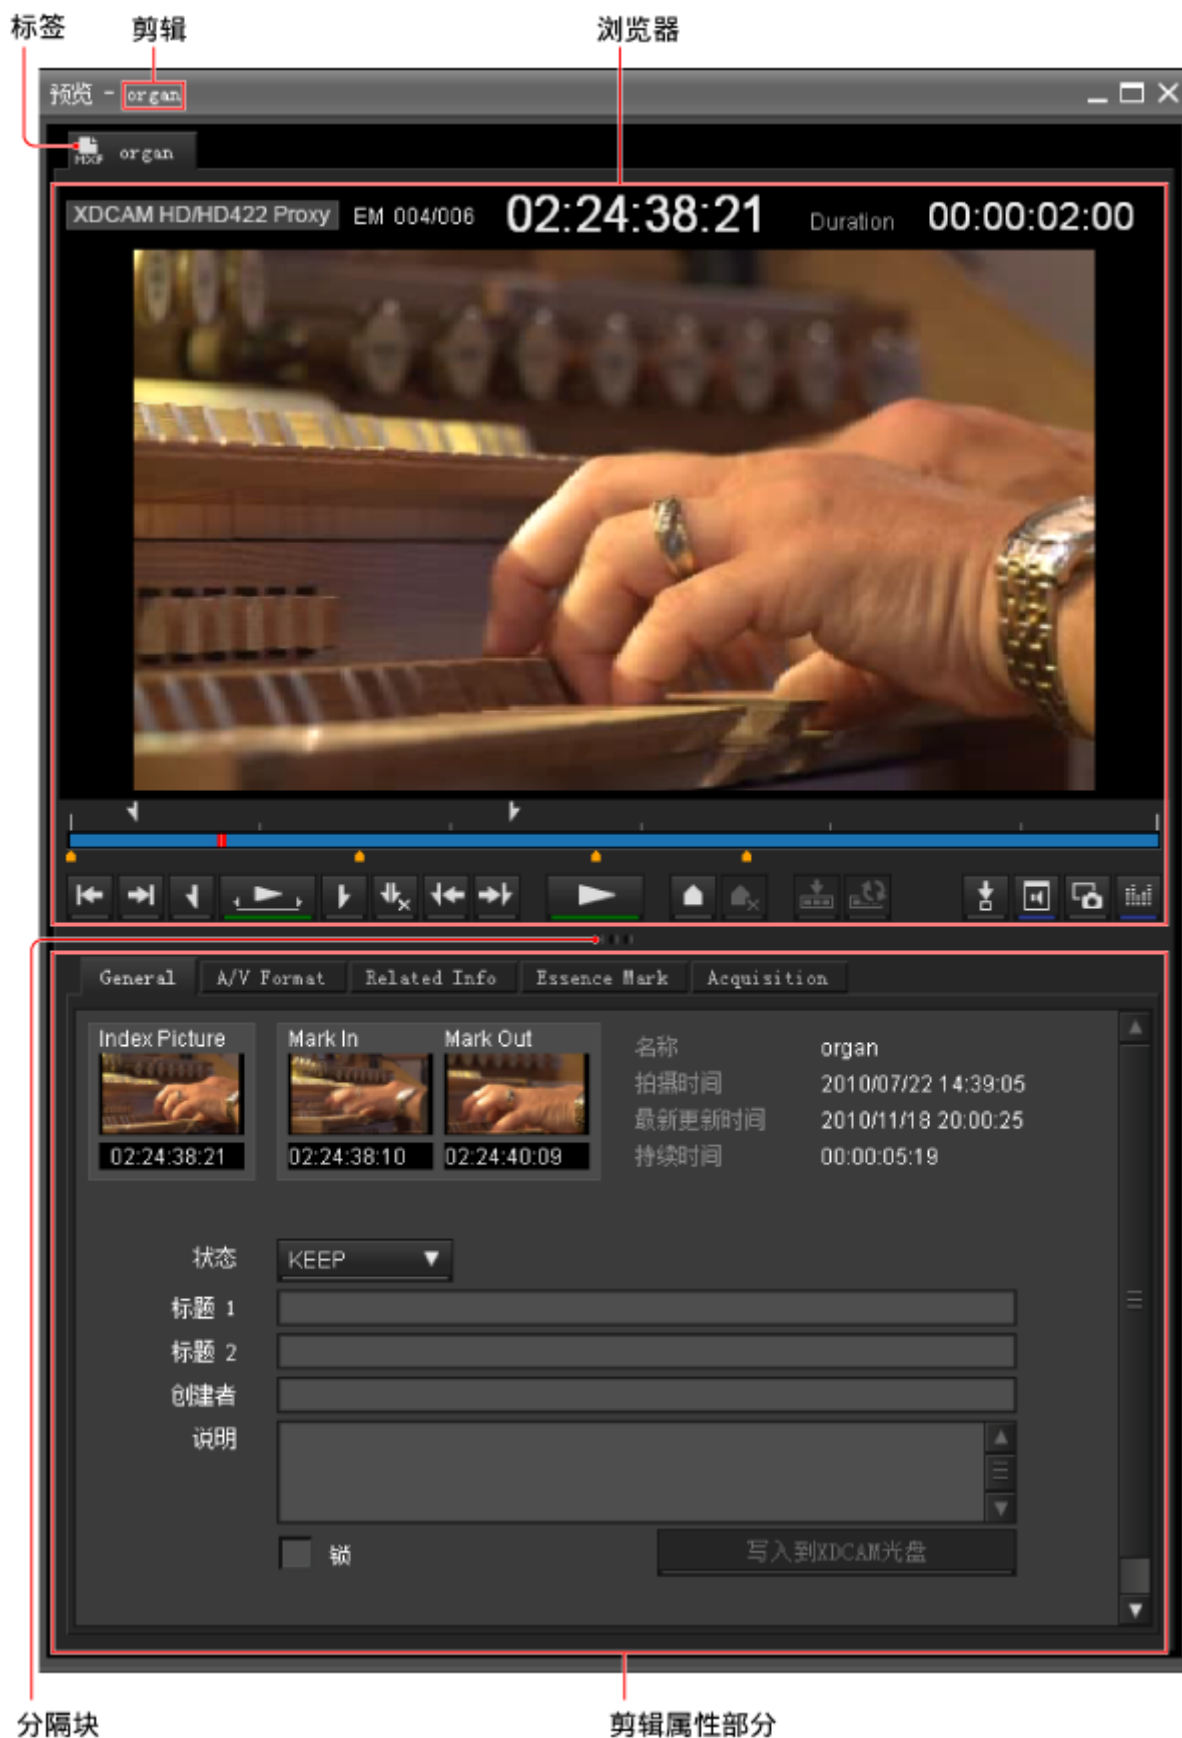 标签 剪辑 浏览器
预览 - organ
MXF organ
XDCAM HD/HD422 Proxy EM 004/006 02:24:38:21 Duration 00:00:02:00
General A/V Format Related Info Essence Mark Acquisition
Index Picture Mark In Mark Out
02:24:38:21 02:24:38:10 02:24:40:09
名称 organ
拍摄时间 2010/07/22 14:39:05
最新更新时间 2010/11/18 20:00:25
持续时间 00:00:05:19
状态 KEEP
标题 1
标题 2
创建者
说明
锁 写入到XDCAM光盘
分隔块 剪辑属性部分